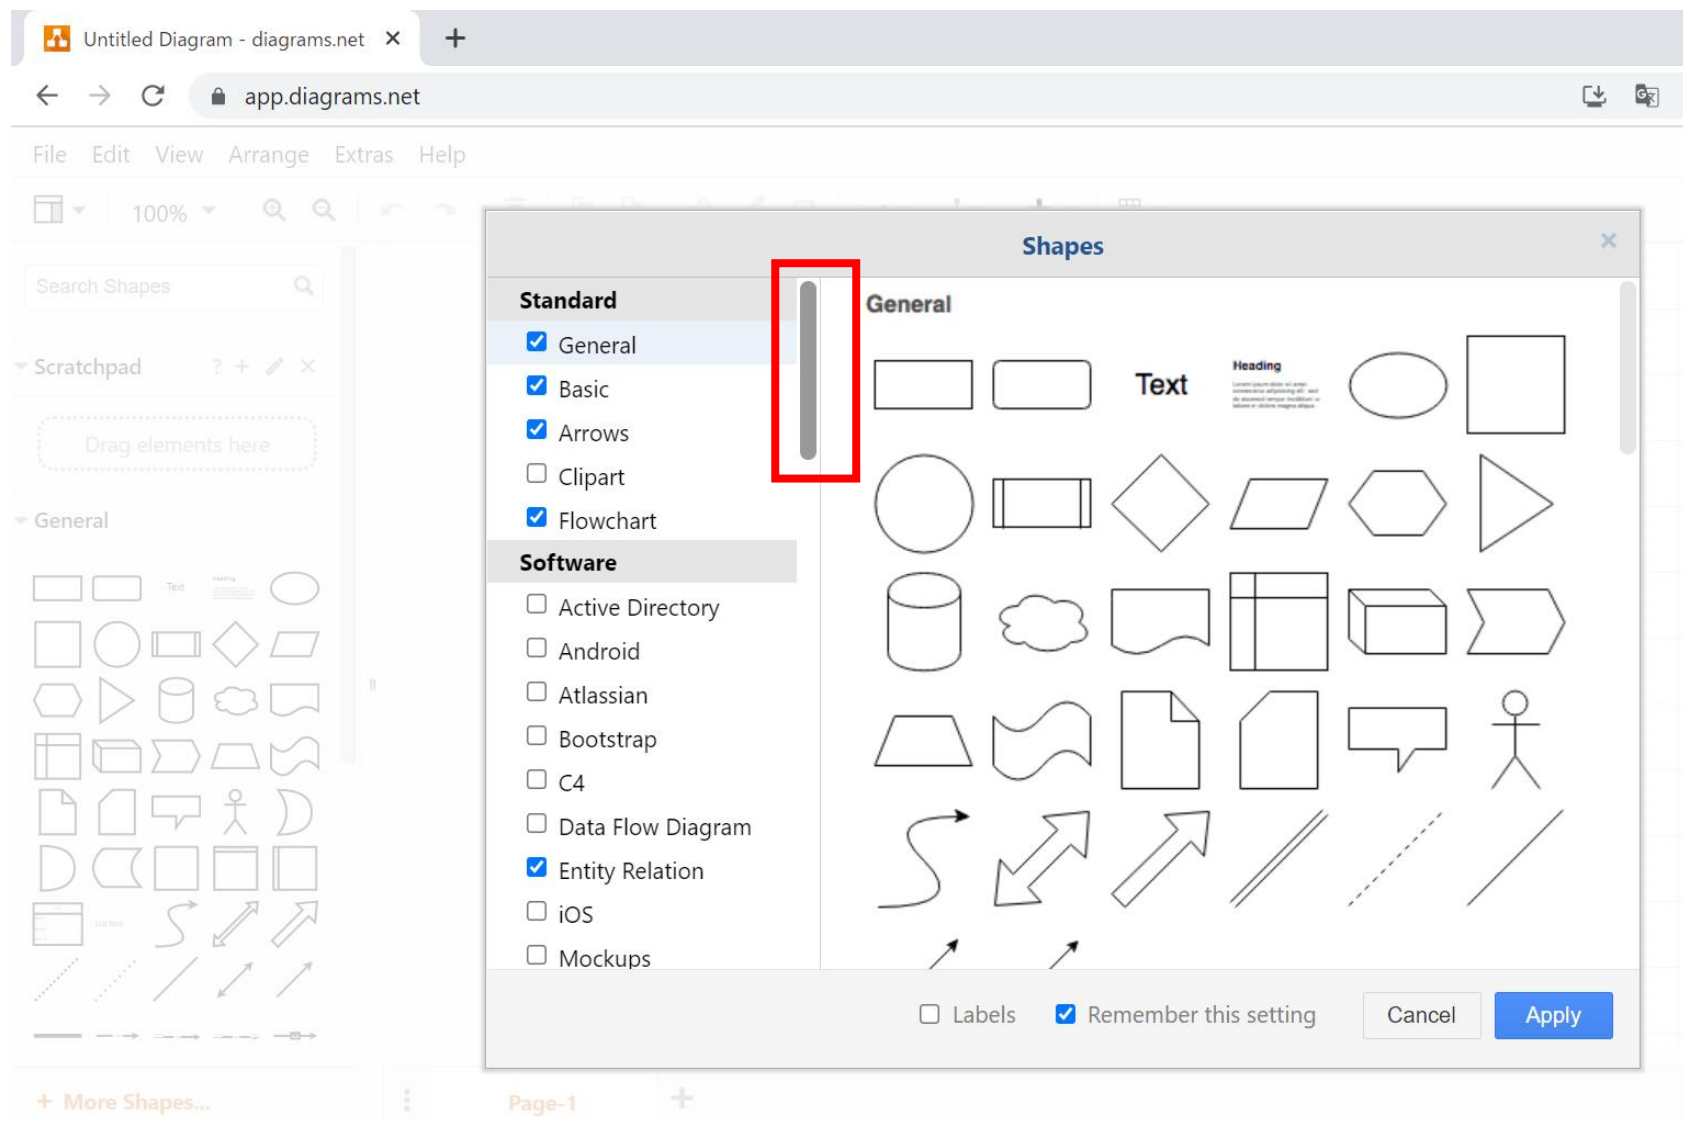 Untitled Diagram - diagrams.net
app.diagrams.net
File Edit View Arrange Extras Help
100%
Shapes
Search Shapes
Scratchpad
Drag elements here
General
Text
+ More Shapes...
Page-1
Standard
General
Basic
Arrows
Clipart
Flowchart
Software
Active Directory
Android
Atlassian
Bootstrap
C4
Data Flow Diagram
Entity Relation
iOS
Mockups
General
Text
Heading
Labels
Remember this setting
Cancel
Apply